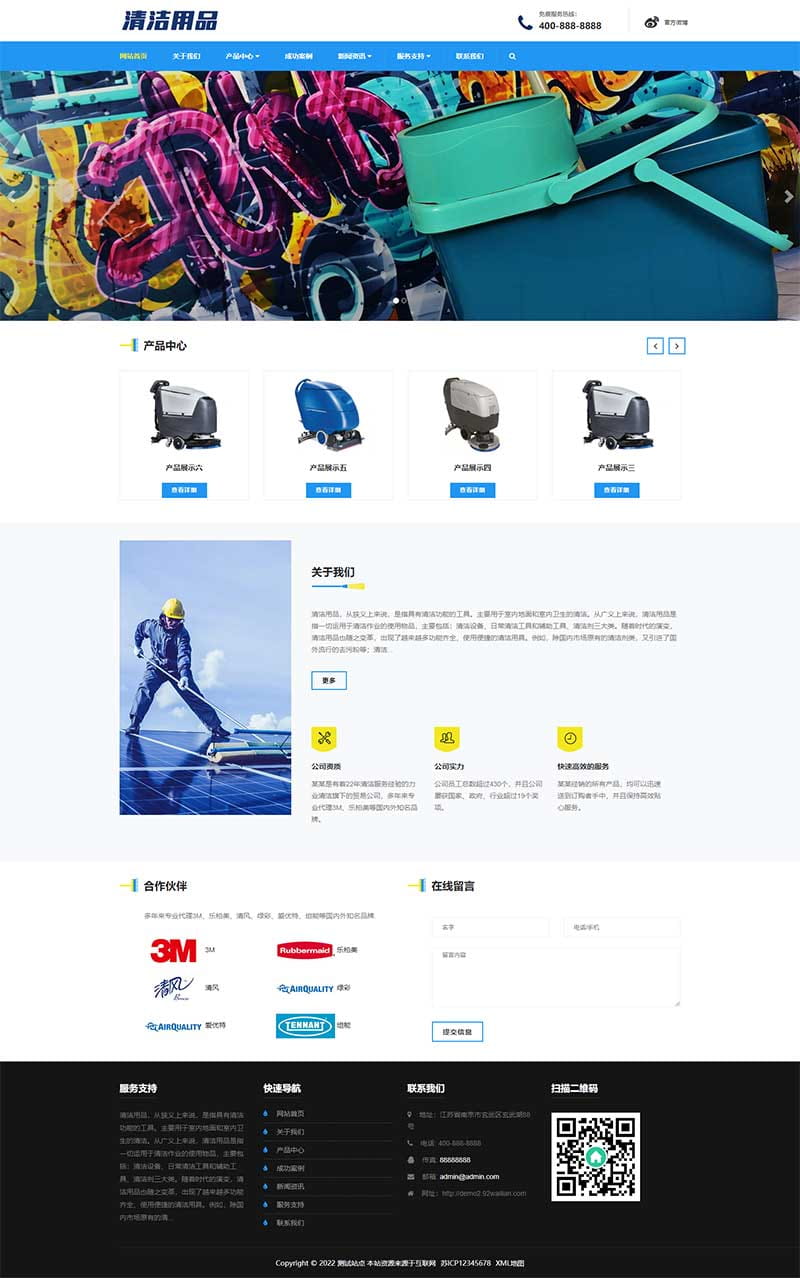 清洁用品
免费服务热线：
400-888-8888
官方微博
网站首页 关于我们 产品中心 成功案例 新闻资讯 服务支持 联系我们
产品中心
产品展示六 产品展示五 产品展示四 产品展示三
查看详细 查看详细 查看详细 查看详细
关于我们
清洁用品，从狭义上来说，是指具有清洁功能的工具。主要用于室内地面和室内卫生的清洁。从广义上来说，清洁用品是
指一切运用于清洁作业的使用物品，主要包括：清洁设备、日常清洁工具和辅助工具、清洁剂三大类。随着时代的演变，
清洁用品也随之变革，出现了越来越多功能齐全，使用便捷的清洁用具。例如，除国内市场原有的清洁剂类，又引进了国
外流行的去污粉等；清洁...
更多
公司资质 公司实力 快速高效的服务
某某是有着22年清洁服务经验的力
业清洁旗下的贸易公司，多年来专
业代理3M、乐柏美等国内外知名品
牌。
公司员工总数超过430个，并且公司
屡获国家、政府、行业超过19个奖
项。
某某经销的所有产品，均可以迅速
送到订购者手中，并且保持高效贴
心服务。
合作伙伴
多年来专业代理3M、乐柏美、清风、绿彩、爱优特、坦能等国内外知名品牌.
3M 3M Rubbermaid 乐柏美
清风 Breeze 清风 AIRQUALITY 绿彩
AIRQUALITY 爱优特 TENNANT 坦能
在线留言
名字 电话/手机
留言内容
提交信息
服务支持
清洁用品，从狭义上来说，是指具有清洁
功能的工具。主要用于室内地面和室内卫
生的清洁。从广义上来说，清洁用品是指
一切运用于清洁作业的使用物品，主要包
括：清洁设备、日常清洁工具和辅助工
具、清洁剂三大类。随着时代的演变，清
洁用品也随之变革，出现了越来越多功能
齐全，使用便捷的清洁用具。例如，除国
内市场原有的清...
快速导航
网站首页
关于我们
产品中心
成功案例
新闻资讯
服务支持
联系我们
联系我们
地址：江苏省南京市玄武区玄武湖88
号
电话: 400-888-8888
传真: 88888888
邮箱: admin@admin.com
网址：http://demo2.92wailian.com
扫描二维码
Copyright © 2022 测试站点 本站资源来源于互联网 苏ICP12345678 XML地图